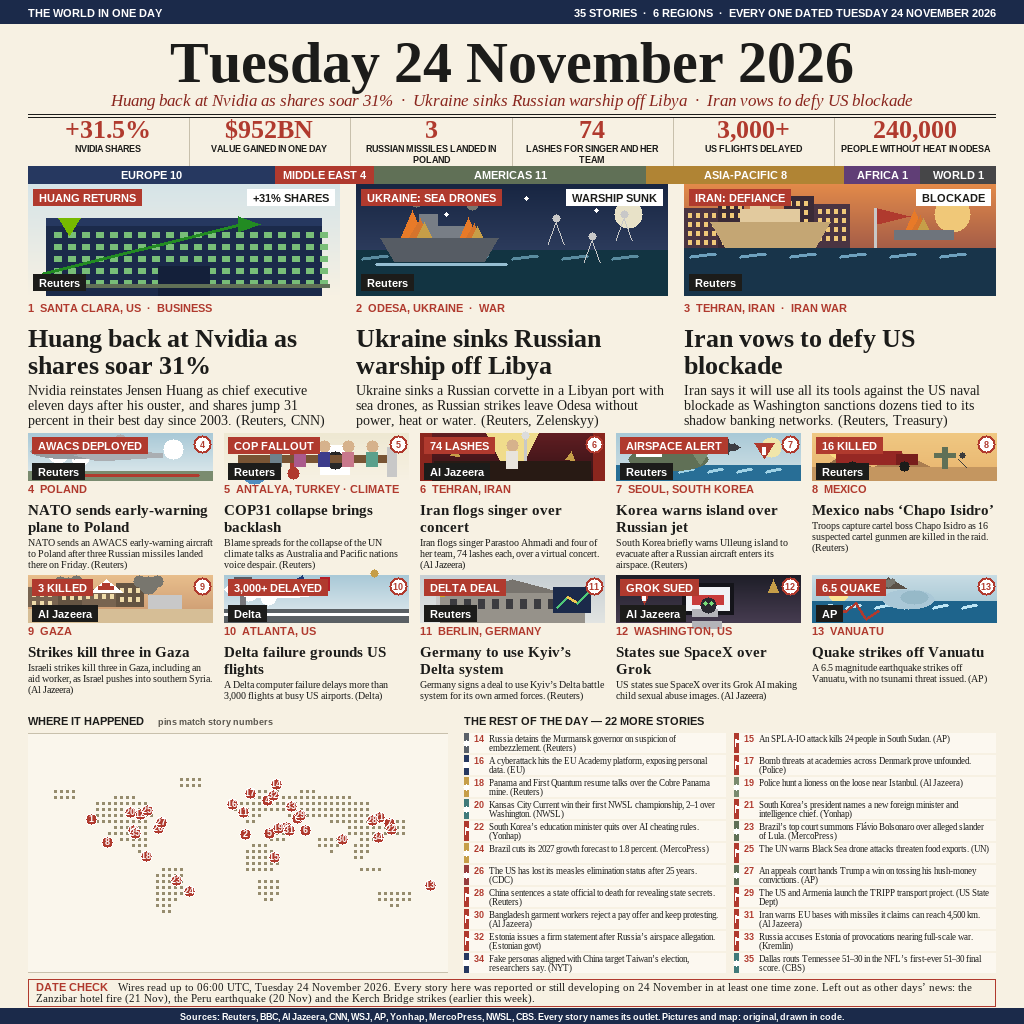 THE WORLD IN ONE DAY
35 STORIES · 6 REGIONS · EVERY ONE DATED TUESDAY 24 NOVEMBER 2026
Tuesday 24 November 2026
Huang back at Nvidia as shares soar 31% · Ukraine sinks Russian warship off Libya · Iran vows to defy US blockade
+31.5%
NVIDIA SHARES
$952BN
VALUE GAINED IN ONE DAY
3
RUSSIAN MISSILES LANDED IN
POLAND
74
LASHES FOR SINGER AND HER
TEAM
3,000+
US FLIGHTS DELAYED
240,000
PEOPLE WITHOUT HEAT IN ODESA
EUROPE 10
MIDDLE EAST 4
AMERICAS 11
ASIA-PACIFIC 8
AFRICA 1
WORLD 1
HUANG RETURNS
+31% SHARES
Reuters
1 SANTA CLARA, US · BUSINESS
Huang back at Nvidia as
shares soar 31%
Nvidia reinstates Jensen Huang as chief executive
eleven days after his ouster, and shares jump 31
percent in their best day since 2003. (Reuters, CNN)
UKRAINE: SEA DRONES
WARSHIP SUNK
Reuters
2 ODESA, UKRAINE · WAR
Ukraine sinks Russian
warship off Libya
Ukraine sinks a Russian corvette in a Libyan port with
sea drones, as Russian strikes leave Odesa without
power, heat or water. (Reuters, Zelenskyy)
IRAN: DEFIANCE
BLOCKADE
Reuters
3 TEHRAN, IRAN · IRAN WAR
Iran vows to defy US
blockade
Iran says it will use all its tools against the US naval
blockade as Washington sanctions dozens tied to its
shadow banking networks. (Reuters, Treasury)
AWACS DEPLOYED
4
Reuters
4 POLAND
NATO sends early-warning
plane to Poland
NATO sends an AWACS early-warning aircraft
to Poland after three Russian missiles landed
there on Friday. (Reuters)
COP FALLOUT
5
Reuters
5 ANTALYA, TURKEY · CLIMATE
COP31 collapse brings
backlash
Blame spreads for the collapse of the UN
climate talks as Australia and Pacific nations
voice despair. (Reuters)
74 LASHES
6
Al Jazeera
6 TEHRAN, IRAN
Iran flogs singer over
concert
Iran flogs singer Parastoo Ahmadi and four of
her team, 74 lashes each, over a virtual concert.
(Al Jazeera)
AIRSPACE ALERT
7
Reuters
7 SEOUL, SOUTH KOREA
Korea warns island over
Russian jet
South Korea briefly warns Ulleung island to
evacuate after a Russian aircraft enters its
airspace. (Reuters)
16 KILLED
8
Reuters
8 MEXICO
Mexico nabs ‘Chapo Isidro’
Troops capture cartel boss Chapo Isidro as 16
suspected cartel gunmen are killed in the raid.
(Reuters)
3 KILLED
9
Al Jazeera
9 GAZA
Strikes kill three in Gaza
Israeli strikes kill three in Gaza, including an
aid worker, as Israel pushes into southern Syria.
(Al Jazeera)
3,000+ DELAYED
10
Delta
10 ATLANTA, US
Delta failure grounds US
flights
A Delta computer failure delays more than
3,000 flights at busy US airports. (Delta)
DELTA DEAL
11
Reuters
11 BERLIN, GERMANY
Germany to use Kyiv’s
Delta system
Germany signs a deal to use Kyiv’s Delta battle
system for its own armed forces. (Reuters)
GROK SUED
12
Al Jazeera
12 WASHINGTON, US
States sue SpaceX over
Grok
US states sue SpaceX over its Grok AI making
child sexual abuse images. (Al Jazeera)
6.5 QUAKE
13
AP
13 VANUATU
Quake strikes off Vanuatu
A 6.5 magnitude earthquake strikes off
Vanuatu, with no tsunami threat issued. (AP)
WHERE IT HAPPENED pins match story numbers
THE REST OF THE DAY — 22 MORE STORIES
14 Russia detains the Murmansk governor on suspicion of
embezzlement. (Reuters)
15 An SPLA-IO attack kills 24 people in South Sudan. (AP)
16 A cyberattack hits the EU Academy platform, exposing personal
data. (EU)
17 Bomb threats at academies across Denmark prove unfounded.
(Police)
18 Panama and First Quantum resume talks over the Cobre Panama
mine. (Reuters)
19 Police hunt a lioness on the loose near Istanbul. (Al Jazeera)
20 Kansas City Current win their first NWSL championship, 2–1 over
Washington. (NWSL)
21 South Korea’s president names a new foreign minister and
intelligence chief. (Yonhap)
22 South Korea’s education minister quits over AI cheating rules.
(Yonhap)
23 Brazil’s top court summons Flávio Bolsonaro over alleged slander
of Lula. (MercoPress)
24 Brazil cuts its 2027 growth forecast to 1.8 percent. (MercoPress)
25 The UN warns Black Sea drone attacks threaten food exports. (UN)
26 The US has lost its measles elimination status after 25 years.
(CDC)
27 An appeals court hands Trump a win on tossing his hush-money
convictions. (AP)
28 China sentences a state official to death for revealing state secrets.
(Reuters)
29 The US and Armenia launch the TRIPP transport project. (US State
Dept)
30 Bangladesh garment workers reject a pay offer and keep protesting.
(Al Jazeera)
31 Iran warns EU bases with missiles it claims can reach 4,500 km.
(Al Jazeera)
32 Estonia issues a firm statement after Russia’s airspace allegation.
(Estonian govt)
33 Russia accuses Estonia of provocations nearing full-scale war.
(Kremlin)
34 Fake personas aligned with China target Taiwan’s election,
researchers say. (NYT)
35 Dallas routs Tennessee 51–30 in the NFL’s first-ever 51–30 final
score. (CBS)
DATE CHECK Wires read up to 06:00 UTC, Tuesday 24 November 2026. Every story here was reported or still developing on 24 November in at least one time zone. Left out as other days’ news: the
Zanzibar hotel fire (21 Nov), the Peru earthquake (20 Nov) and the Kerch Bridge strikes (earlier this week).
Sources: Reuters, BBC, Al Jazeera, CNN, WSJ, AP, Yonhap, MercoPress, NWSL, CBS. Every story names its outlet. Pictures and map: original, drawn in code.